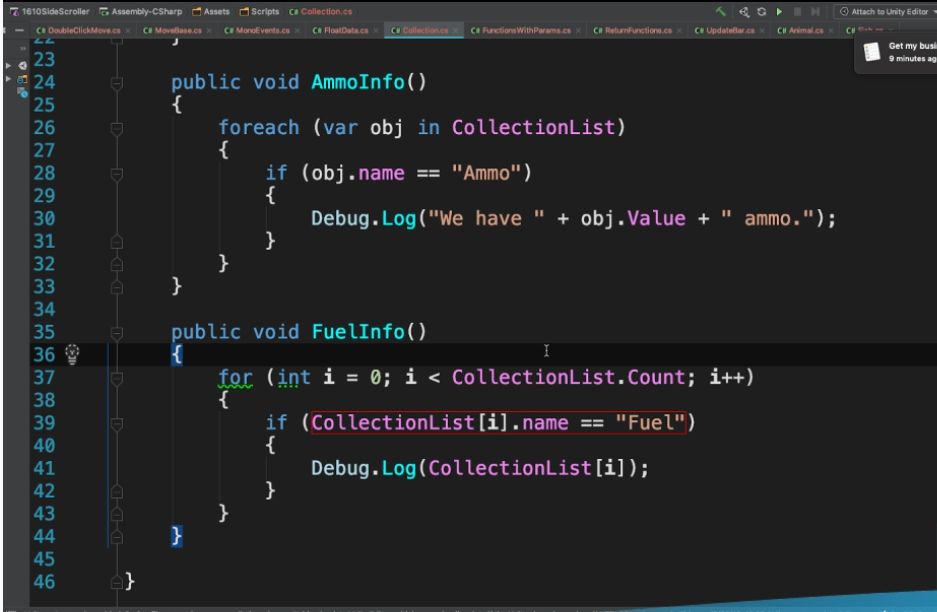 1610SideScroller Assembly-CSharp Assets Scripts C# Collection.cs Attach to Unity Editor
C# DoubleClickMove.cs C# MoveBase.cs C# MonoEvents.cs C# FloatData.cs C# Collection.cs C# FunctionsWithParams.cs C# ReturnFunctions.cs C# UpdateBar.cs C# Animal.cs C#
Get my busi
9 minutes ag
22 }
23
24 public void AmmoInfo()
25 {
26 foreach (var obj in CollectionList)
27 {
28 if (obj.name == "Ammo")
29 {
30 Debug.Log("We have " + obj.Value + " ammo.");
31 }
32 }
33 }
34
35 public void FuelInfo()
36 {
37 for (int i = 0; i < CollectionList.Count; i++)
38 {
39 if (CollectionList[i].name == "Fuel")
40 {
41 Debug.Log(CollectionList[i]);
42 }
43 }
44 }
45
46 }